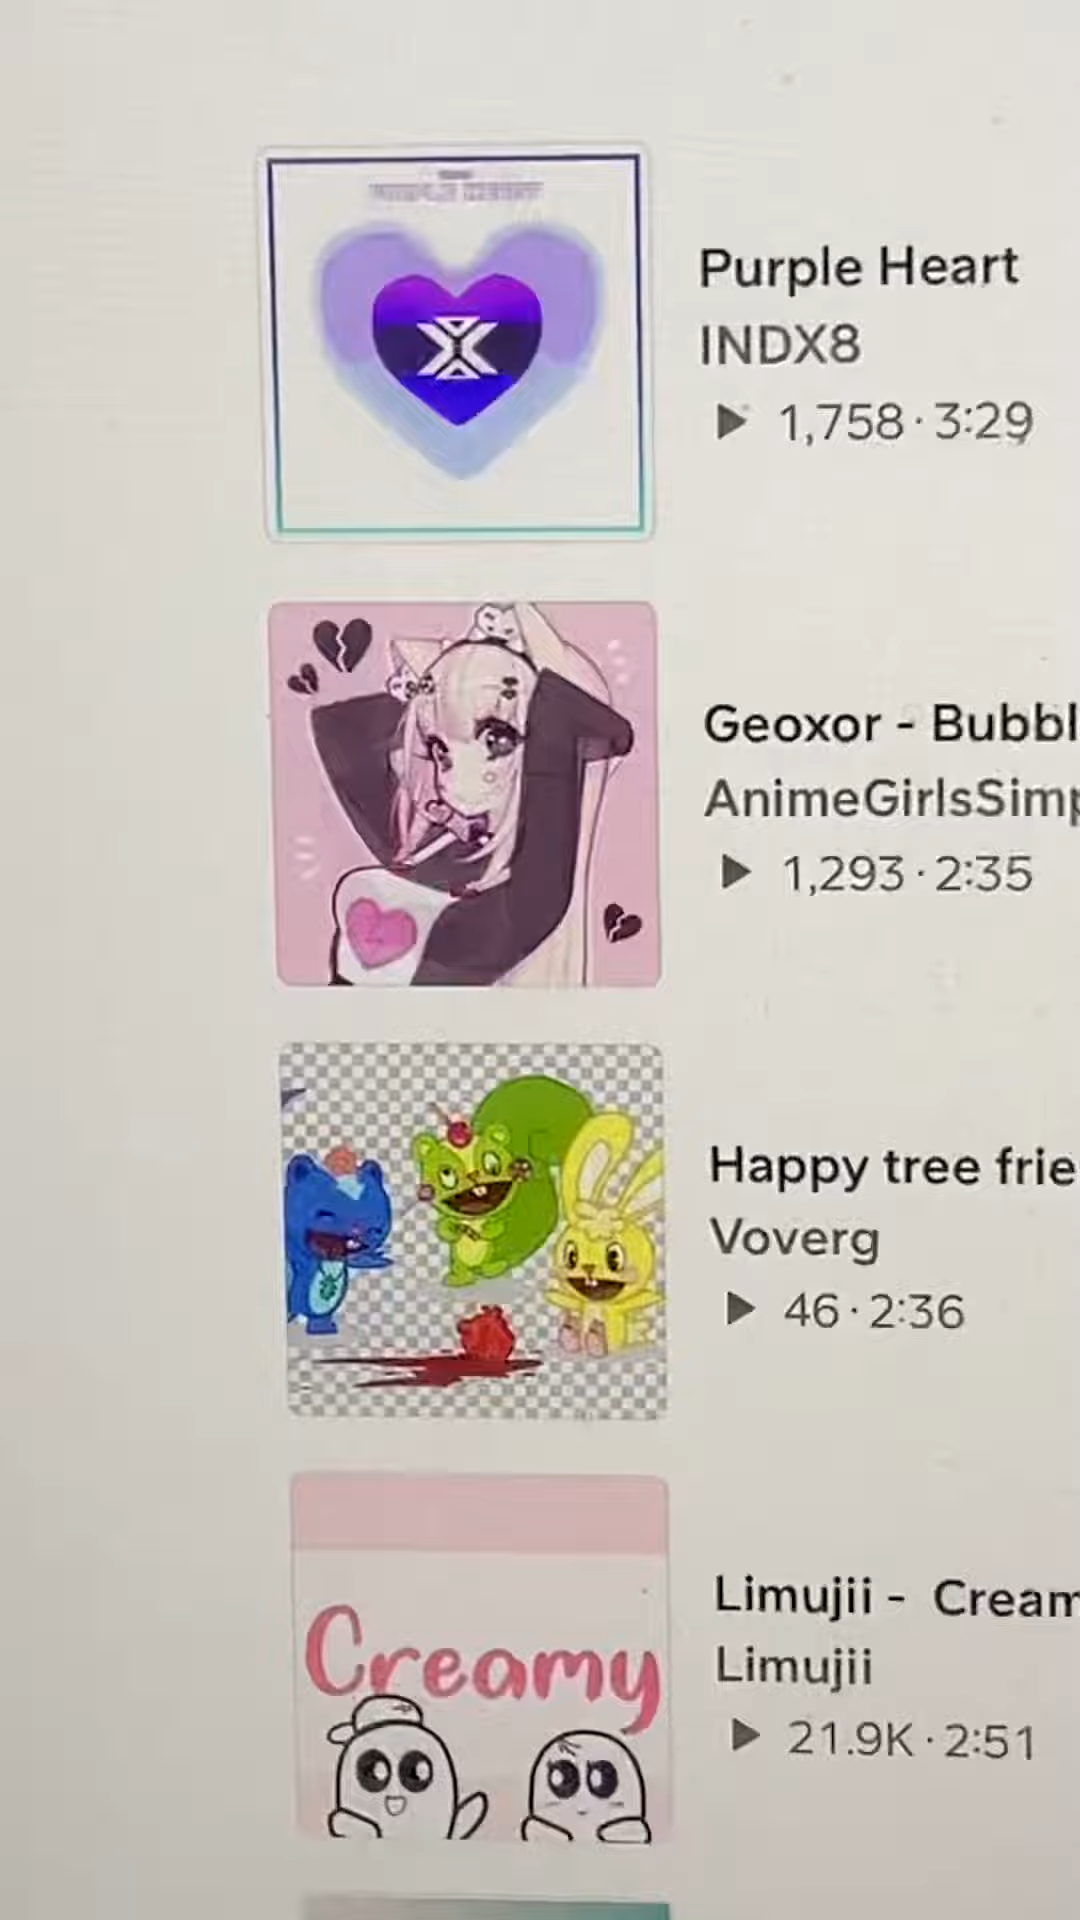 Purple Heart
INDX8
1,758 · 3:29
Geoxor - Bubbl
AnimeGirlsSimp
1,293 · 2:35
Happy tree frie
Voverg
46 · 2:36
Creamy
Limujii - Cream
Limujii
21.9K · 2:51